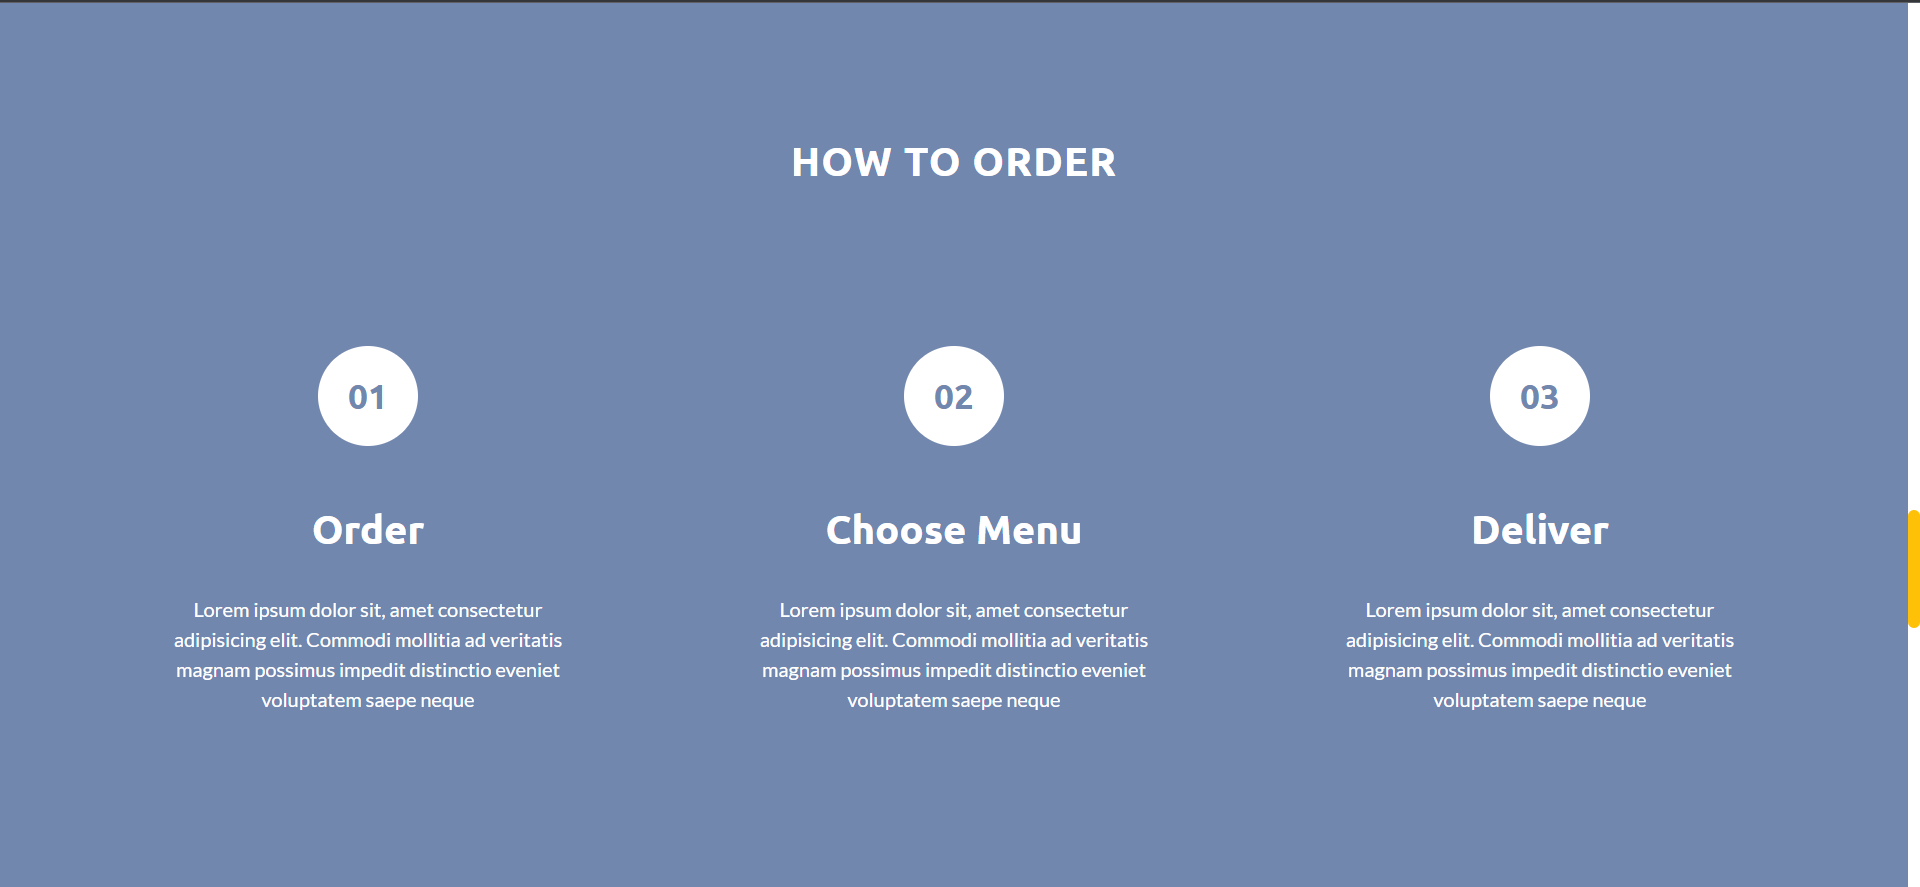 HOW TO ORDER
01
02
03
Order
Choose Menu
Deliver
Lorem ipsum dolor sit, amet consectetur
adipisicing elit. Commodi mollitia ad veritatis
magnam possimus impedit distinctio eveniet
voluptatem saepe neque
Lorem ipsum dolor sit, amet consectetur
adipisicing elit. Commodi mollitia ad veritatis
magnam possimus impedit distinctio eveniet
voluptatem saepe neque
Lorem ipsum dolor sit, amet consectetur
adipisicing elit. Commodi mollitia ad veritatis
magnam possimus impedit distinctio eveniet
voluptatem saepe neque